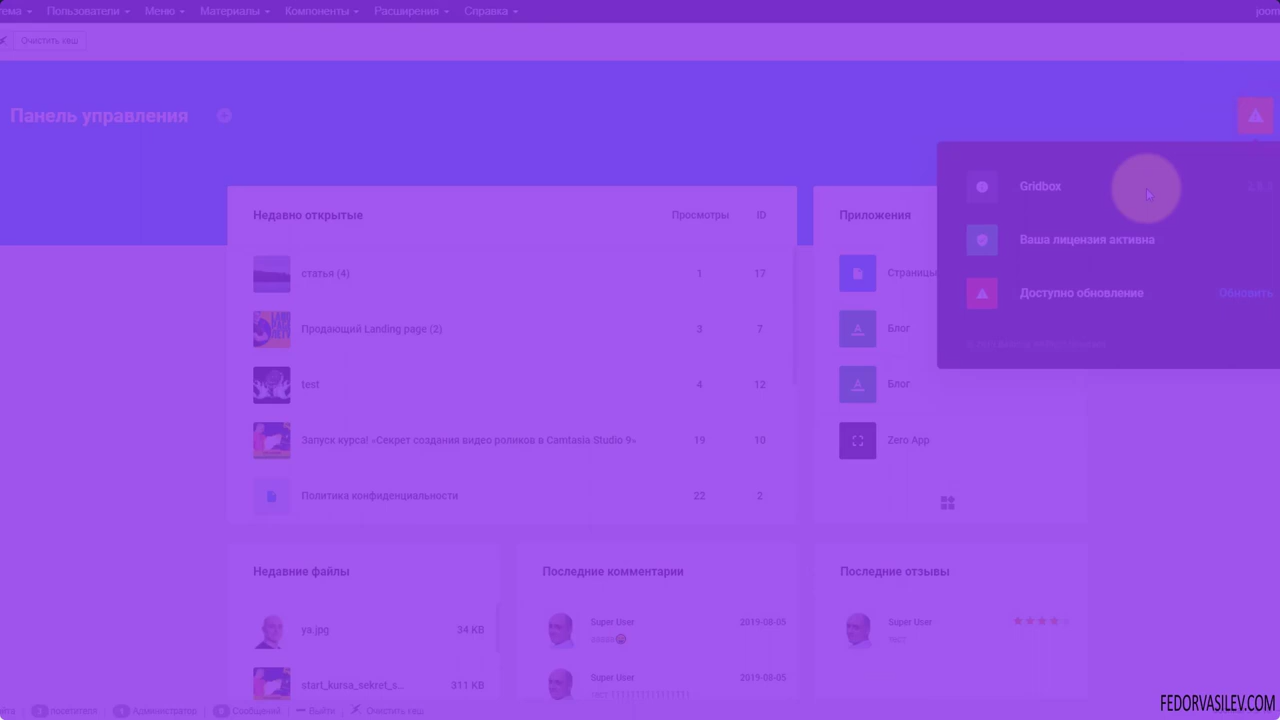 Пользователи Меню Материалы Компоненты Расширения Справка
Очистить кеш
Панель управления
Gridbox
Ваша лицензия активна
Доступно обновление Обновить
Недавно открытые Просмотры ID
статья (4) 1 17
Продающий Landing page (2) 3 7
test 4 12
Запуск курса! «Секрет создания видео роликов в Camtasia Studio 9» 19 10
Политика конфиденциальности 22 2
Приложения
Страницы
Блог
Блог
Zero App
Недавние файлы
ya.jpg 34 KB
start_kursa_sekret_s... 311 KB
Последние комментарии
Super User 2019-08-05
Super User 2019-08-05
Последние отзывы
Super User
тест
3 посетителя Администратор Сообщений Выйти Очистить кеш
FEDORVASILEV.COM